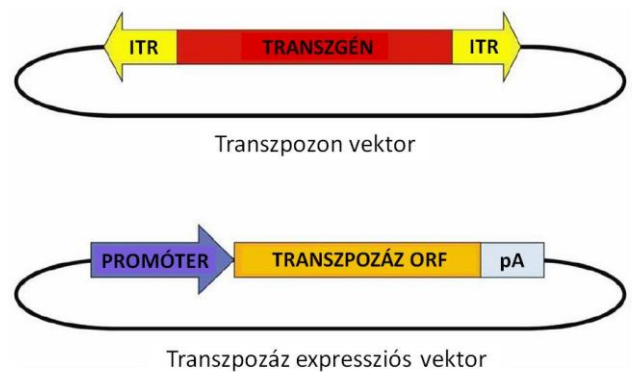 ITR TRANSZGÉN ITR
Transzpozon vektor
PROMÓTER TRANSZPOZÁZ ORF pA
Transzpozáz expressziós vektor